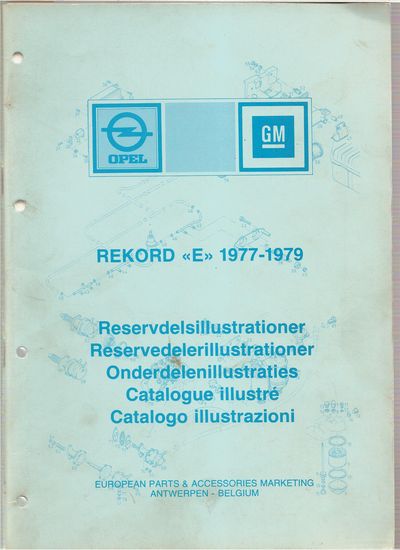 OPEL
GM
REKORD «E» 1977-1979
Reservdelsillustrationer
Reservedelerillustrationer
Onderdelenillustraties
Catalogue illustré
Catalogo illustrazioni
EUROPEAN PARTS & ACCESSORIES MARKETING
ANTWERPEN - BELGIUM